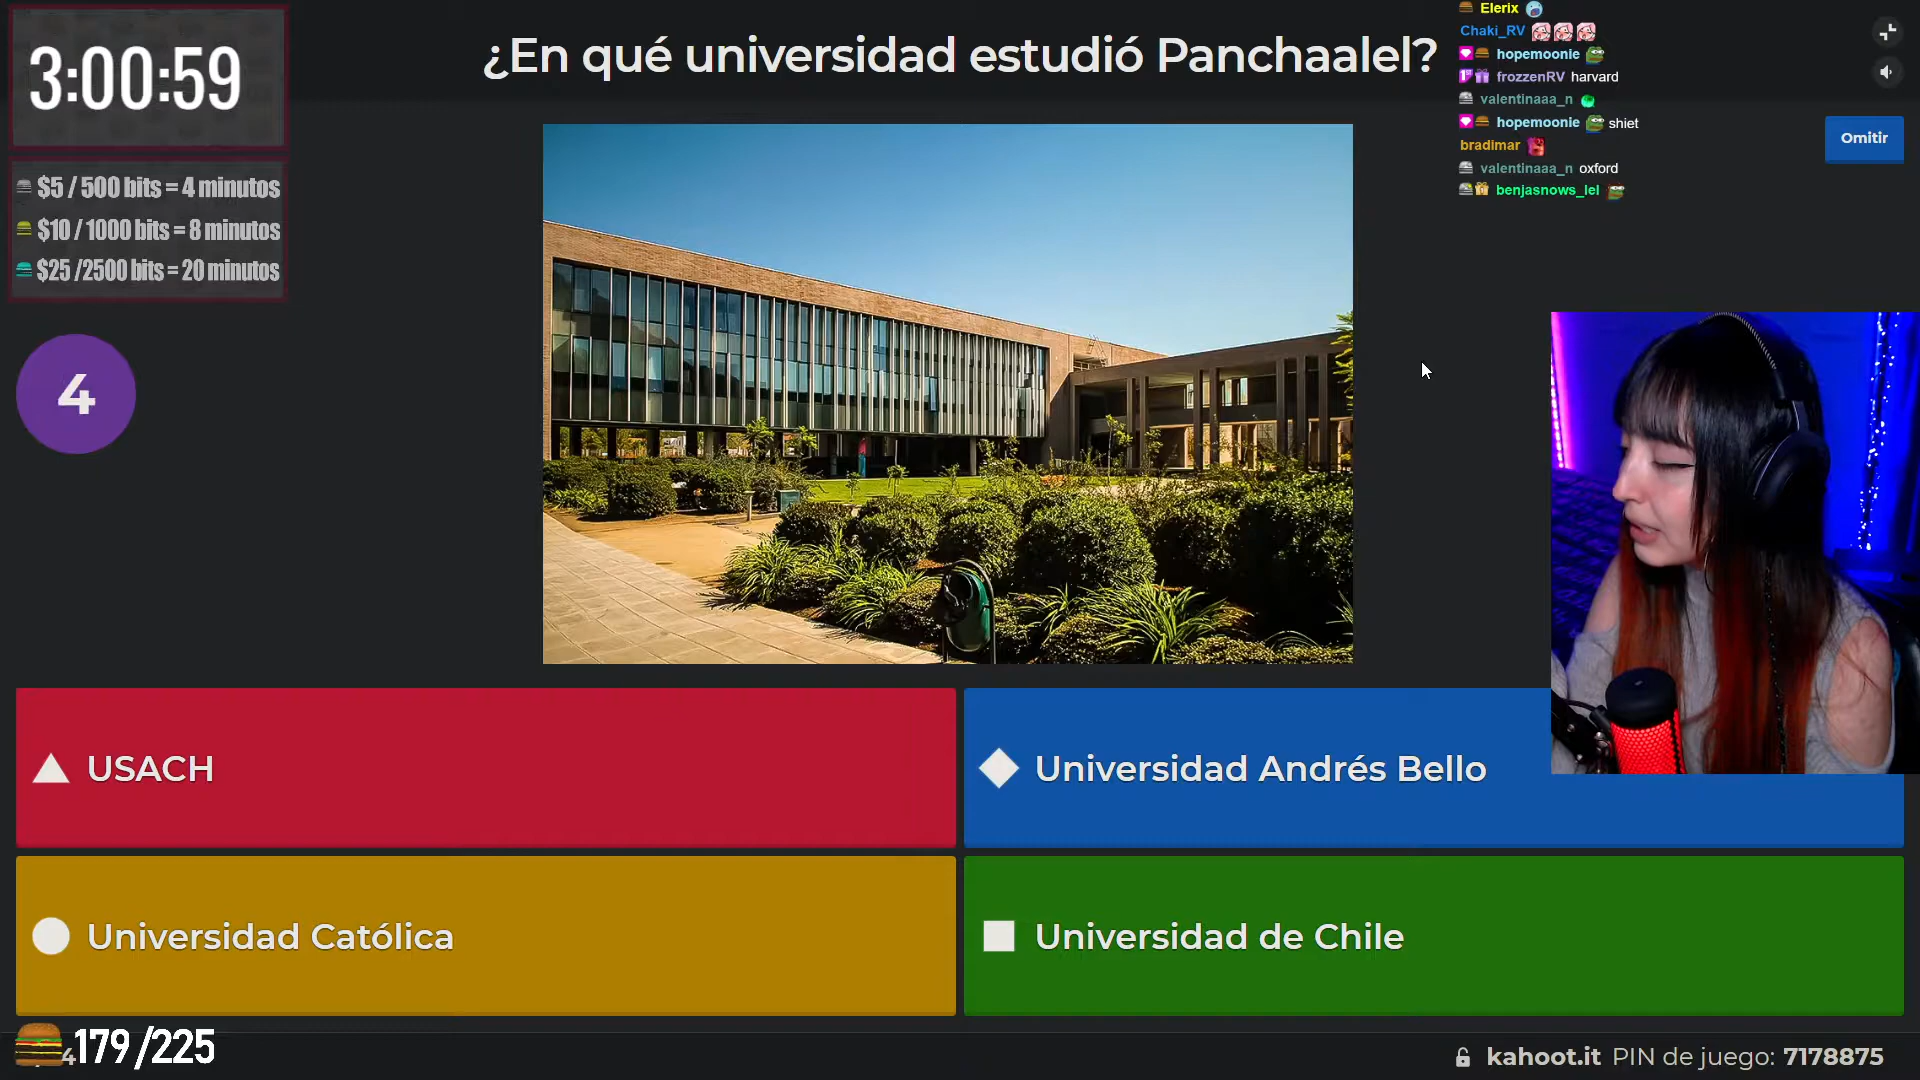 3:00:59
$5 / 500 bits = 4 minutos
$10 / 1000 bits = 8 minutos
$25 /2500 bits = 20 minutos
4
¿En qué universidad estudió Panchaalel?
Elerix
Chaki_RV
hopemoonie
frozzenRV harvard
valentinaaa_n
hopemoonie shiet
bradimar
valentinaaa_n oxford
benjasnows_lel
Omitir
USACH
Universidad Andrés Bello
Universidad Católica
Universidad de Chile
179/225
kahoot.it PIN de juego: 7178875